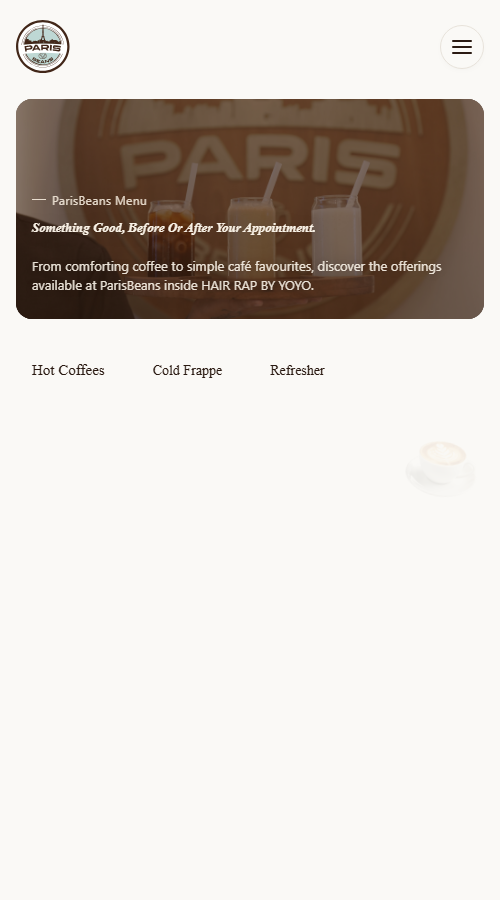 PARIS
BEANS
PARIS
ParisBeans Menu
Something Good, Before Or After Your Appointment.
From comforting coffee to simple café favourites, discover the offerings
available at ParisBeans inside HAIR RAP BY YOYO.
Hot Coffees
Cold Frappe
Refresher